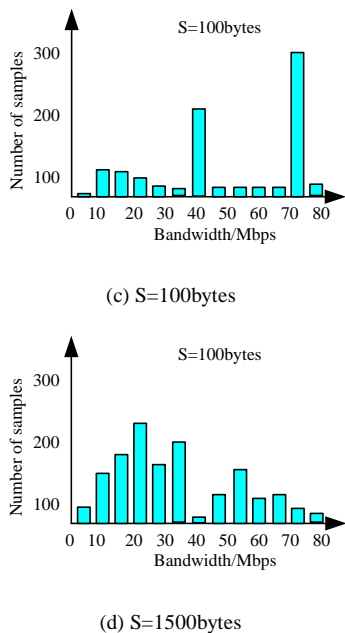 S=100bytes
300
200
100
Number of samples
0 10 20 30 40 50 60 70 80
Bandwidth/Mbps
(c) S=100bytes
S=100bytes
300
200
100
Number of samples
0 10 20 30 40 50 60 70 80
Bandwidth/Mbps
(d) S=1500bytes